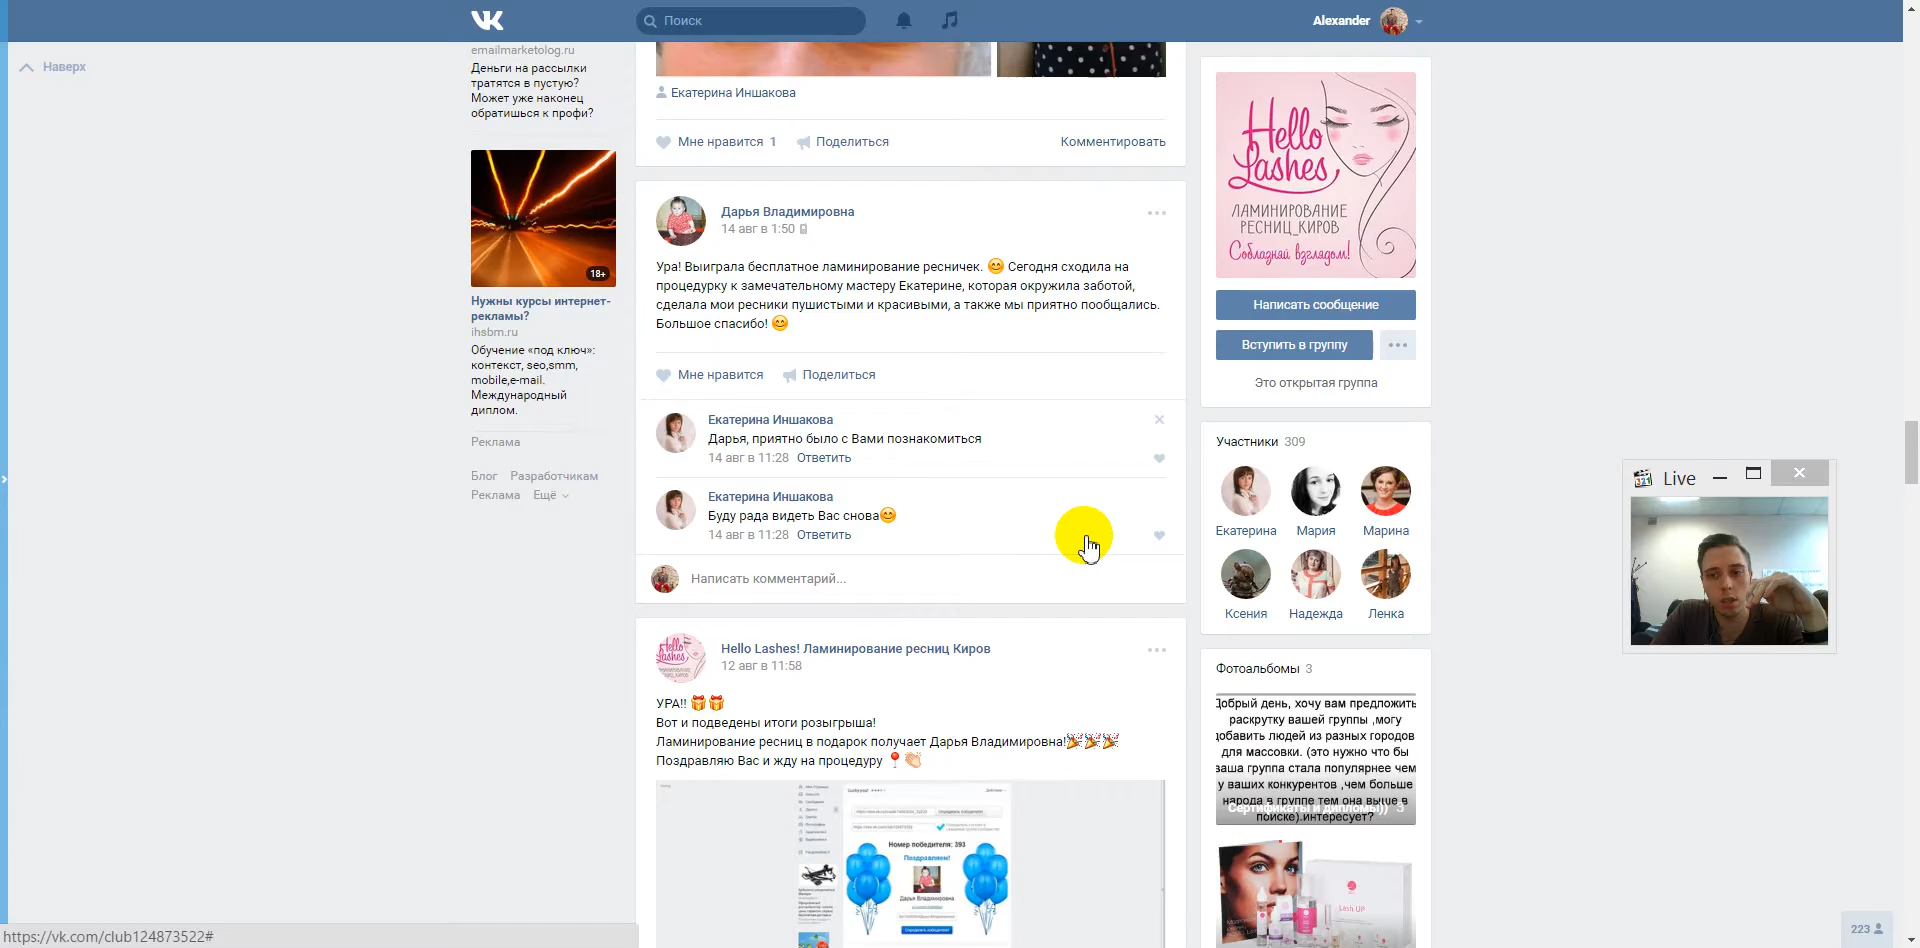 Поиск
Alexander
Наверх
emailmarketolog.ru
Деньги на рассылки
тратятся в пустую?
Может уже наконец
обратишься к профи?
18+
Нужны курсы интернет-
рекламы?
ihsbm.ru
Обучение «под ключ»:
контекст, seo,smm,
mobile,e-mail.
Международный
диплом.
Реклама
Блог Разработчикам
Реклама Ещё
Екатерина Иншакова
Мне нравится 1 Поделиться Комментировать
Дарья Владимировна
14 авг в 1:50
Ура! Выиграла бесплатное ламинирование ресничек. 😊 Сегодня сходила на
процедурку к замечательному мастеру Екатерине, которая окружила заботой,
сделала мои ресники пушистыми и красивыми, а также мы приятно пообщались.
Большое спасибо! 😊
Мне нравится Поделиться
Екатерина Иншакова
Дарья, приятно было с Вами познакомиться
14 авг в 11:28 Ответить
Екатерина Иншакова
Буду рада видеть Вас снова😊
14 авг в 11:28 Ответить
Написать комментарий...
Hello Lashes! Ламинирование ресниц Киров
12 авг в 11:58
УРА!! 🎁🎁
Вот и подведены итоги розыгрыша!
Ламинирование ресниц в подарок получает Дарья Владимировна!🎉🎉🎉
Поздравляю Вас и жду на процедуру 📍👏
Номер победителя: 393
Поздравляем!
Дарья Владимировна
Hello
Lashes
ЛАМИНИРОВАНИЕ
РЕСНИЦ_КИРОВ
Соблазняй взглядом!
Написать сообщение
Вступить в группу
Это открытая группа
Участники 309
Екатерина Мария Марина
Ксения Надежда Ленка
Фотоальбомы 3
Добрый день, хочу вам предложить
раскрутку вашей группы ,могу
добавить людей из разных городов
для массовки. (это нужно что бы
ваша группа стала популярнее чем
у ваших конкурентов ,чем больше
народа в группе тем она выше в
поиске).интересует?
Сертификаты и дипломы)) 3
Lash UP
Live
223
https://vk.com/club124873522#